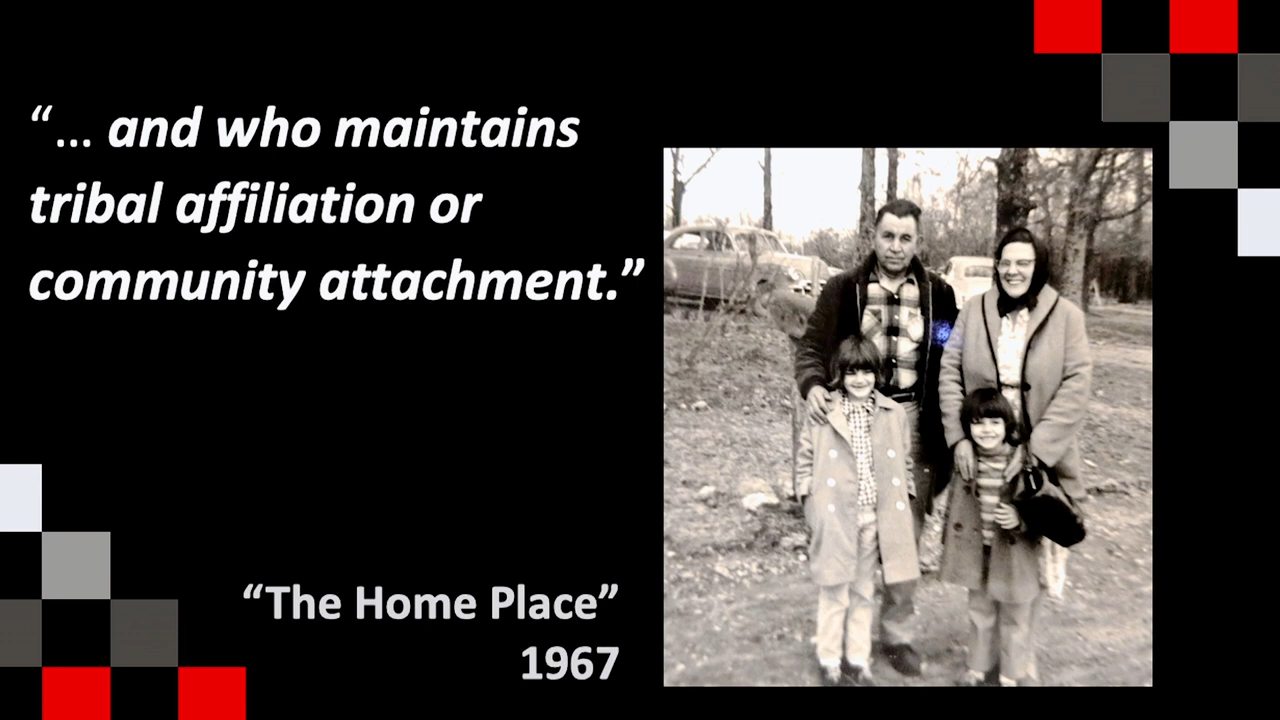 “... and who maintains
tribal affiliation or
community attachment.”
“The Home Place”
1967